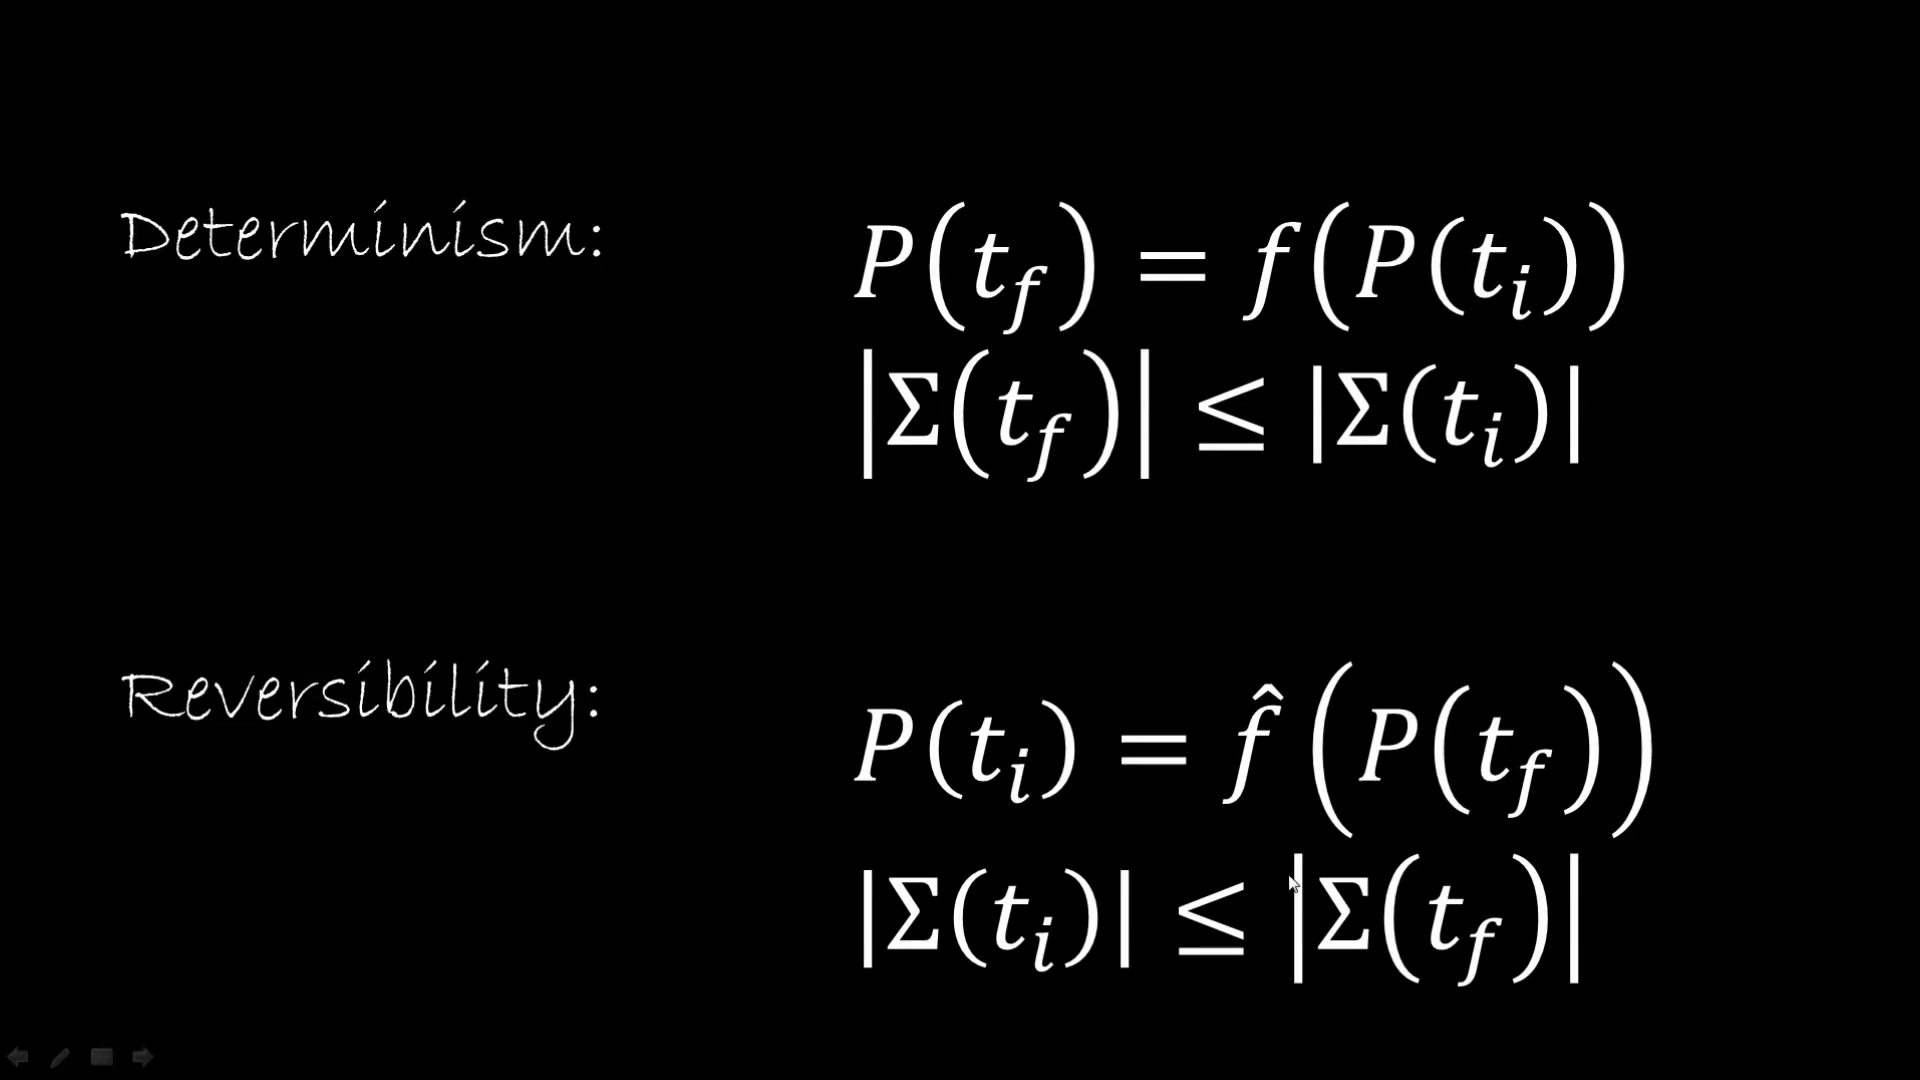 Determinism:
P(t_f) = f(P(t_i))
|Σ(t_f)| ≤ |Σ(t_i)|
Reversibility:
P(t_i) = f̂(P(t_f))
|Σ(t_i)| ≤ |Σ(t_f)|